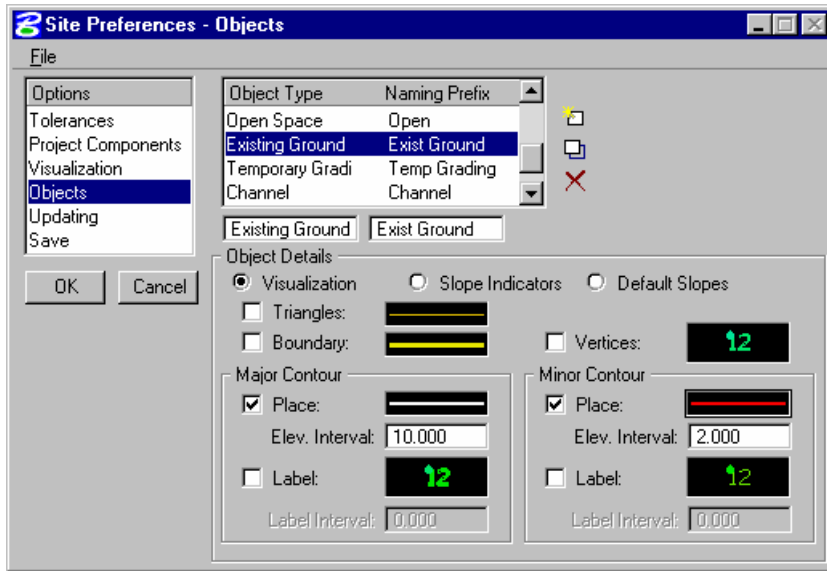 Site Preferences - Objects
File
Options
Tolerances
Project Components
Visualization
Objects
Updating
Save
OK Cancel
Object Type Naming Prefix
Open Space Open
Existing Ground Exist Ground
Temporary Gradi Temp Grading
Channel Channel
Existing Ground Exist Ground
Object Details
Visualization Slope Indicators Default Slopes
Triangles:
Boundary: Vertices: 12
Major Contour
Place:
Elev. Interval: 10.000
Label: 12
Label Interval: 0.000
Minor Contour
Place:
Elev. Interval: 2.000
Label: 12
Label Interval: 0.000